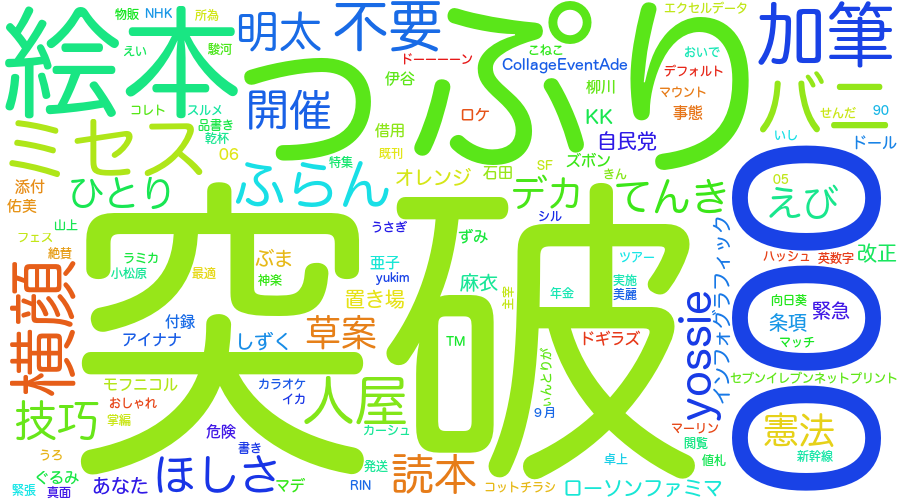 物販
NHK
所為
明太
不要
っぷり
エクセルデータ
加筆
絵本
えい
駿河
こねこ
CollageEventAde
おいで
ドーーーーン
伊谷
デフォルト
バニ
コレト
スルメ
開催
柳川
マウント
ロケ
KK
事態
せんだ
90
ミセス
品書き
乾杯
借用
自民党
いし
ドール
06
特集
既刊
ズボン
SF
石田
きん
05
添付
ひとり
ふらん
オレンジ
デカ
てんき
えび
佑美
山上
うさぎ
シル
000
フェス
絶賛
ラミカ
ぶま
ずみ
ツアー
ハッシュ
英数字
改正
小松原
最適
神楽
亜子
yukim
麻衣
実施
美麗
年金
主宰
向日葵
緊急
横顔
突破
置き場
インフォグラフィック
yossie
条項
付録
草案
アイナナ
しずく
TM
ドギラズ
マッチ
いんとりが
モフニコル
カラオケ
イカ
セブンイレブンネットプリント
おしゃれ
人屋
9月
技巧
掌編
危険
カーシュ
マーリン
憲法
閲覧
うろ
書き
新幹線
ぐるみ
ほしさ
発送
読本
卓上
値札
緊張
真面
あなた
マデ
RIN
コットチラシ
ローソンファミマ